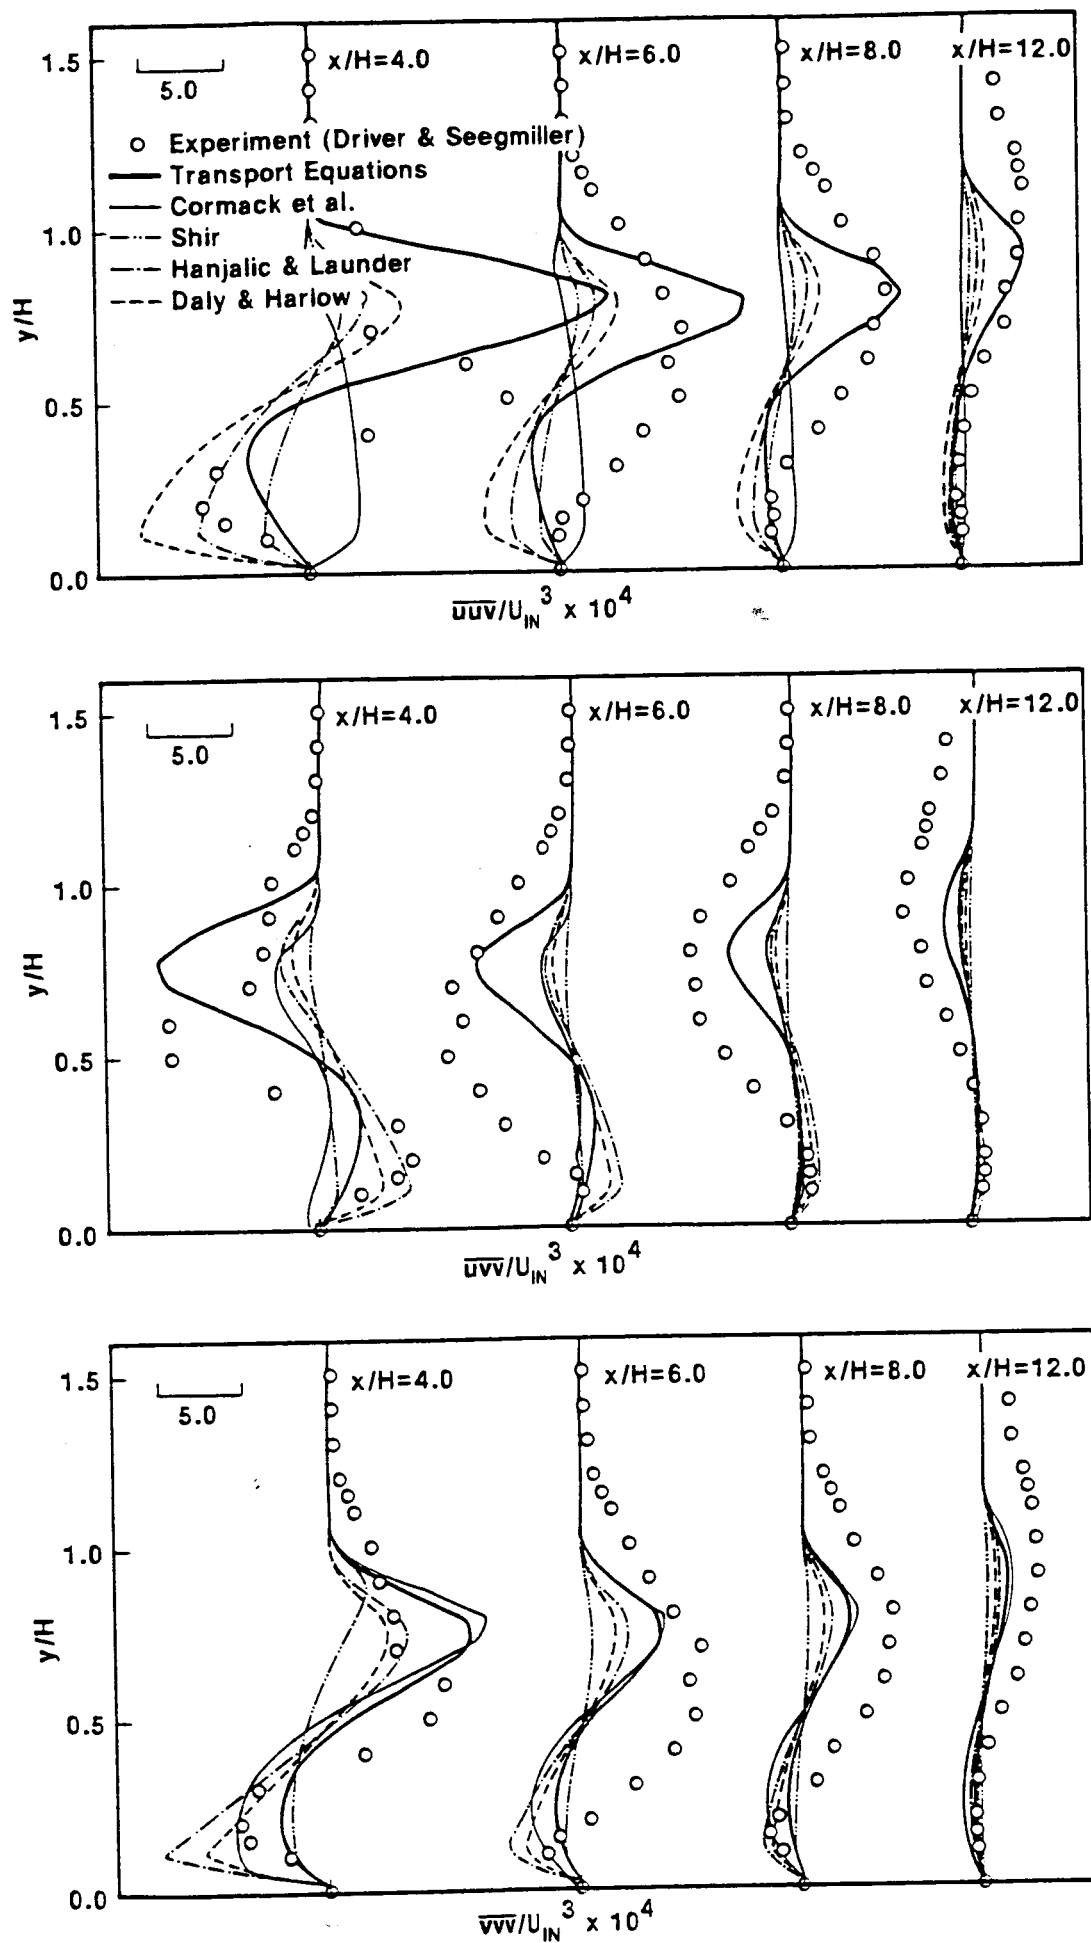 1.5
5.0
x/H=4.0
x/H=6.0
x/H=8.0
x/H=12.0
Experiment (Driver & Seegmiller)
Transport Equations
Cormack et al.
Shir
Hanjalic & Launder
Daly & Harlow
1.0
y/H
0.5
0.0
uuv/U_IN^3 x 10^4
1.5
5.0
x/H=4.0
x/H=6.0
x/H=8.0
x/H=12.0
1.0
y/H
0.5
0.0
uvv/U_IN^3 x 10^4
1.5
5.0
x/H=4.0
x/H=6.0
x/H=8.0
x/H=12.0
1.0
y/H
0.5
0.0
vvv/U_IN^3 x 10^4